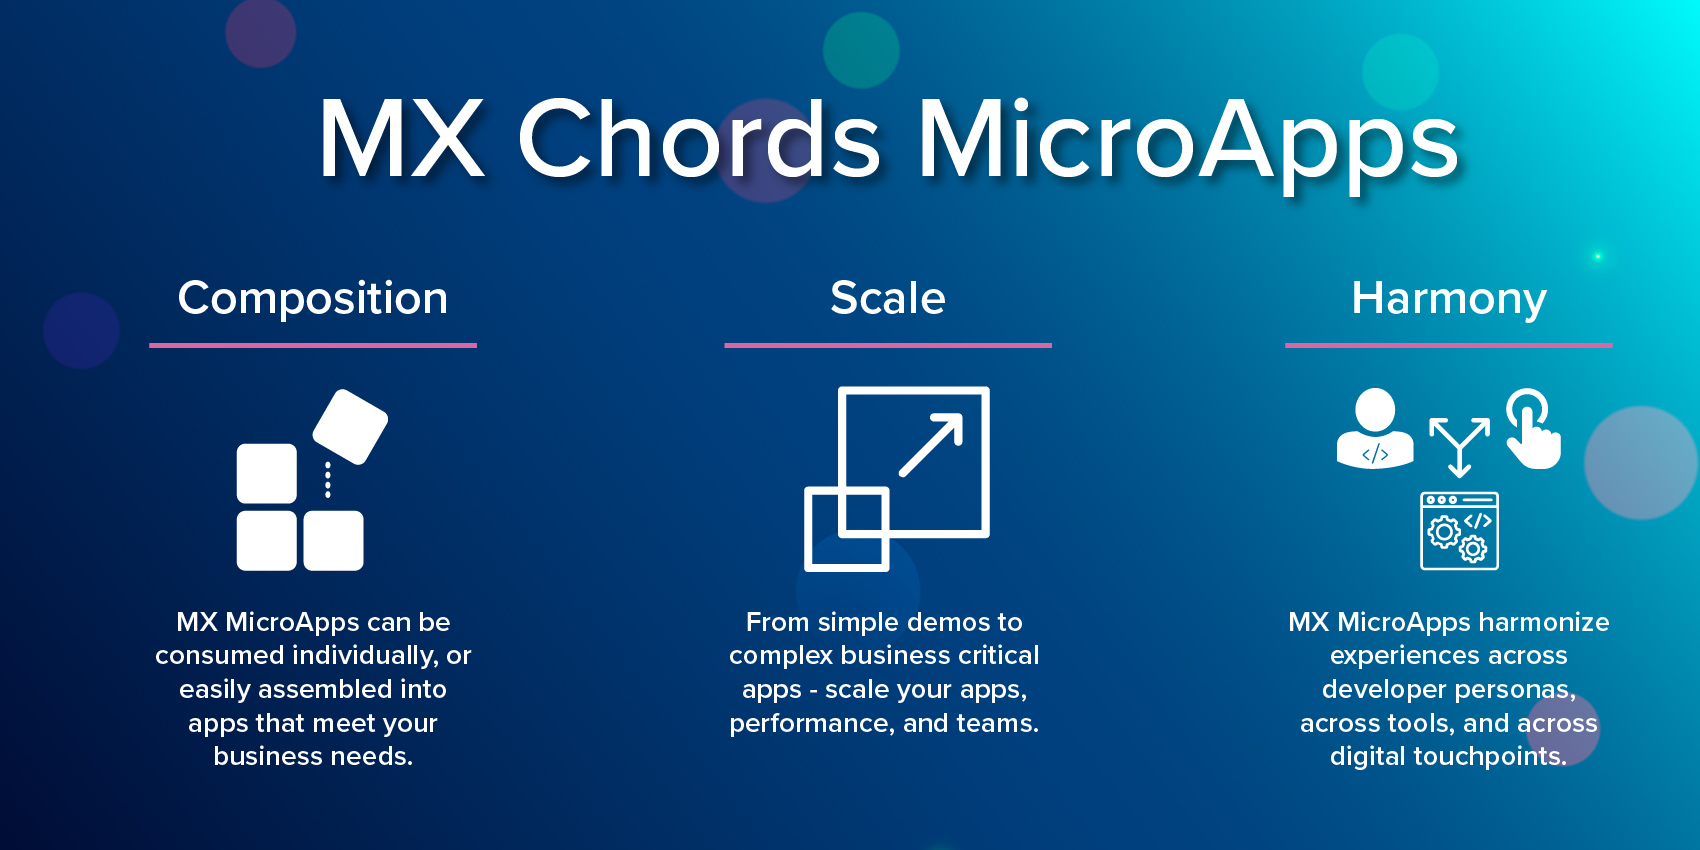 MX Chords MicroApps
Composition
MX MicroApps can be
consumed individually, or
easily assembled into
apps that meet your
business needs.
Scale
From simple demos to
complex business critical
apps - scale your apps,
performance, and teams.
Harmony
</>
</>
MX MicroApps harmonize
experiences across
developer personas,
across tools, and across
digital touchpoints.